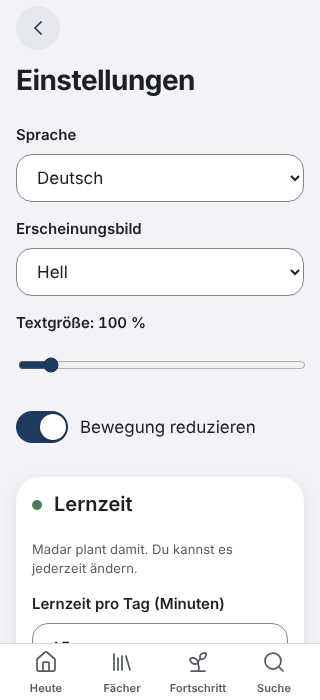 Einstellungen
Sprache
Deutsch
Erscheinungsbild
Hell
Textgröße: 100 %
Bewegung reduzieren
Lernzeit
Madar plant damit. Du kannst es
jederzeit ändern.
Lernzeit pro Tag (Minuten)
Heute
Fächer
Fortschritt
Suche